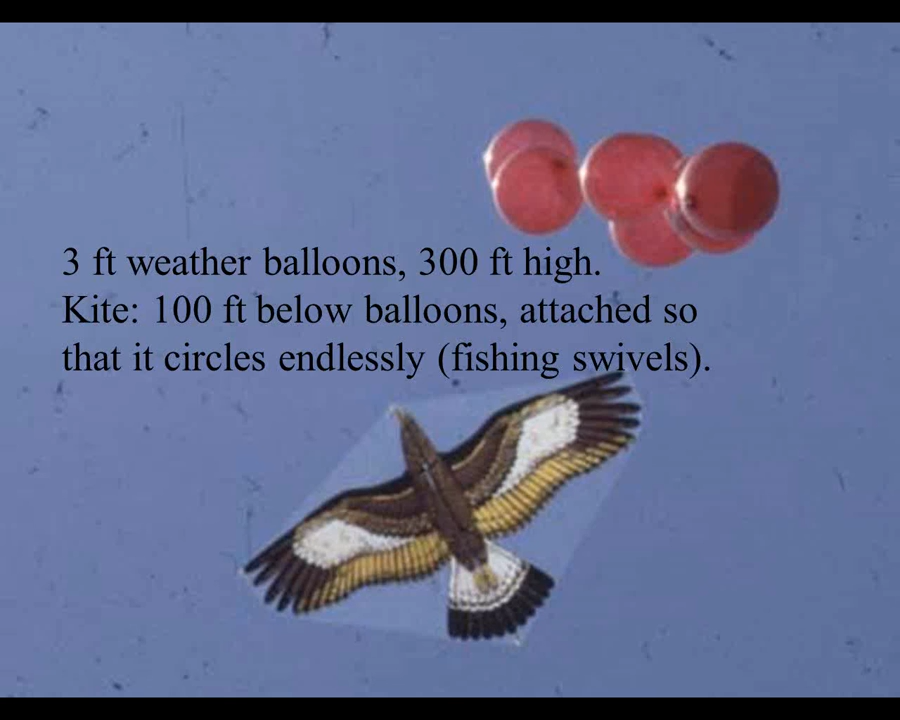 3 ft weather balloons, 300 ft high.
Kite: 100 ft below balloons, attached so
that it circles endlessly (fishing swivels).